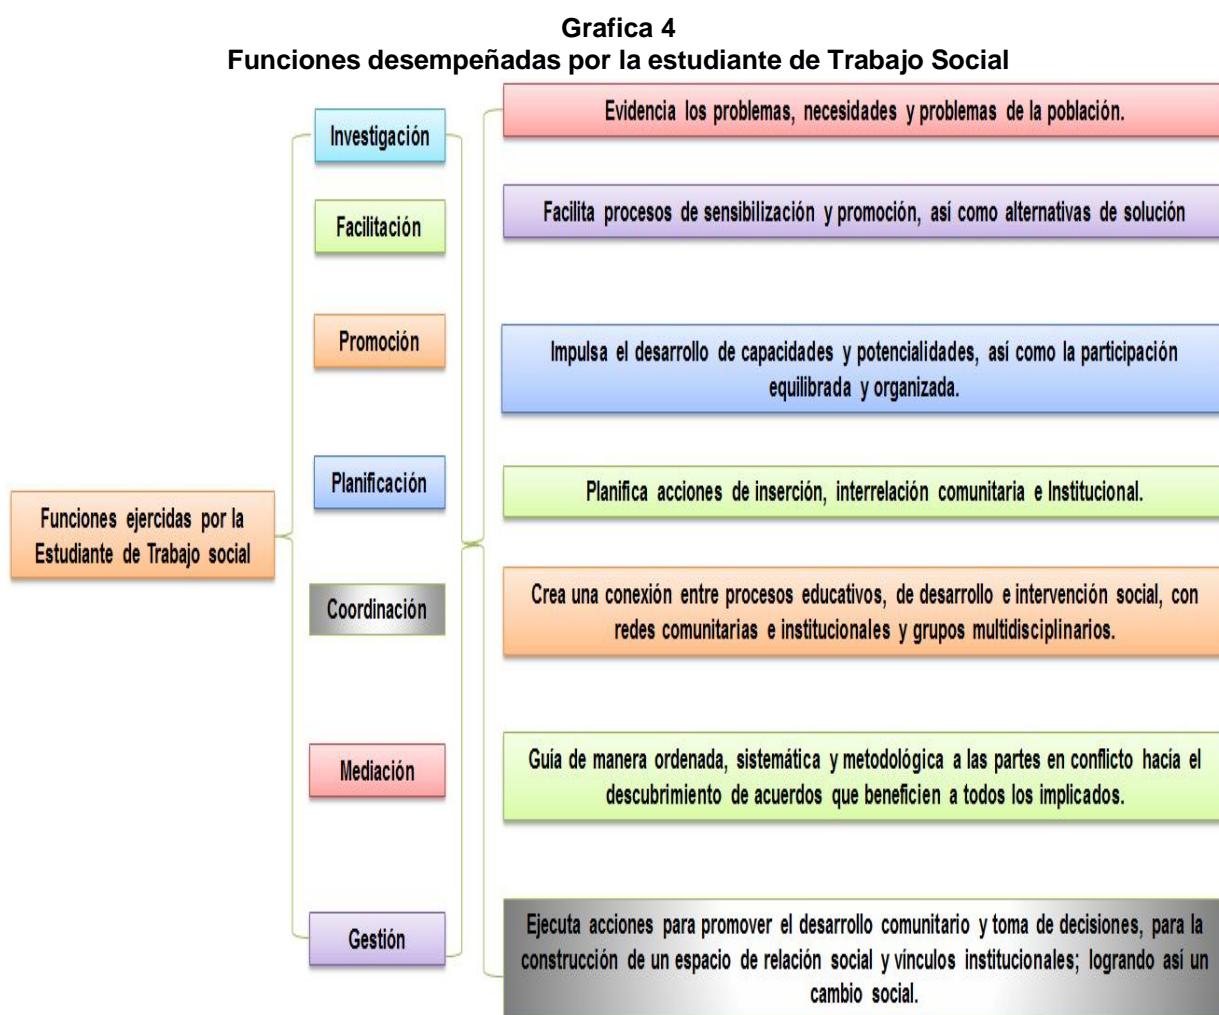 Grafica 4
Funciones desempeñadas por la estudiante de Trabajo Social
Funciones ejercidas por la
Estudiante de Trabajo social
Investigación
Facilitación
Promoción
Planificación
Coordinación
Mediación
Gestión
Evidencia los problemas, necesidades y problemas de la población.
Facilita procesos de sensibilización y promoción, así como alternativas de solución
Impulsa el desarrollo de capacidades y potencialidades, así como la participación
equilibrada y organizada.
Planifica acciones de inserción, interrelación comunitaria e Institucional.
Crea una conexión entre procesos educativos, de desarrollo e intervención social, con
redes comunitarias e institucionales y grupos multidisciplinarios.
Guía de manera ordenada, sistemática y metodológica a las partes en conflicto hacía el
descubrimiento de acuerdos que beneficien a todos los implicados.
Ejecuta acciones para promover el desarrollo comunitario y toma de decisiones, para la
construcción de un espacio de relación social y vínculos institucionales; logrando así un
cambio social.